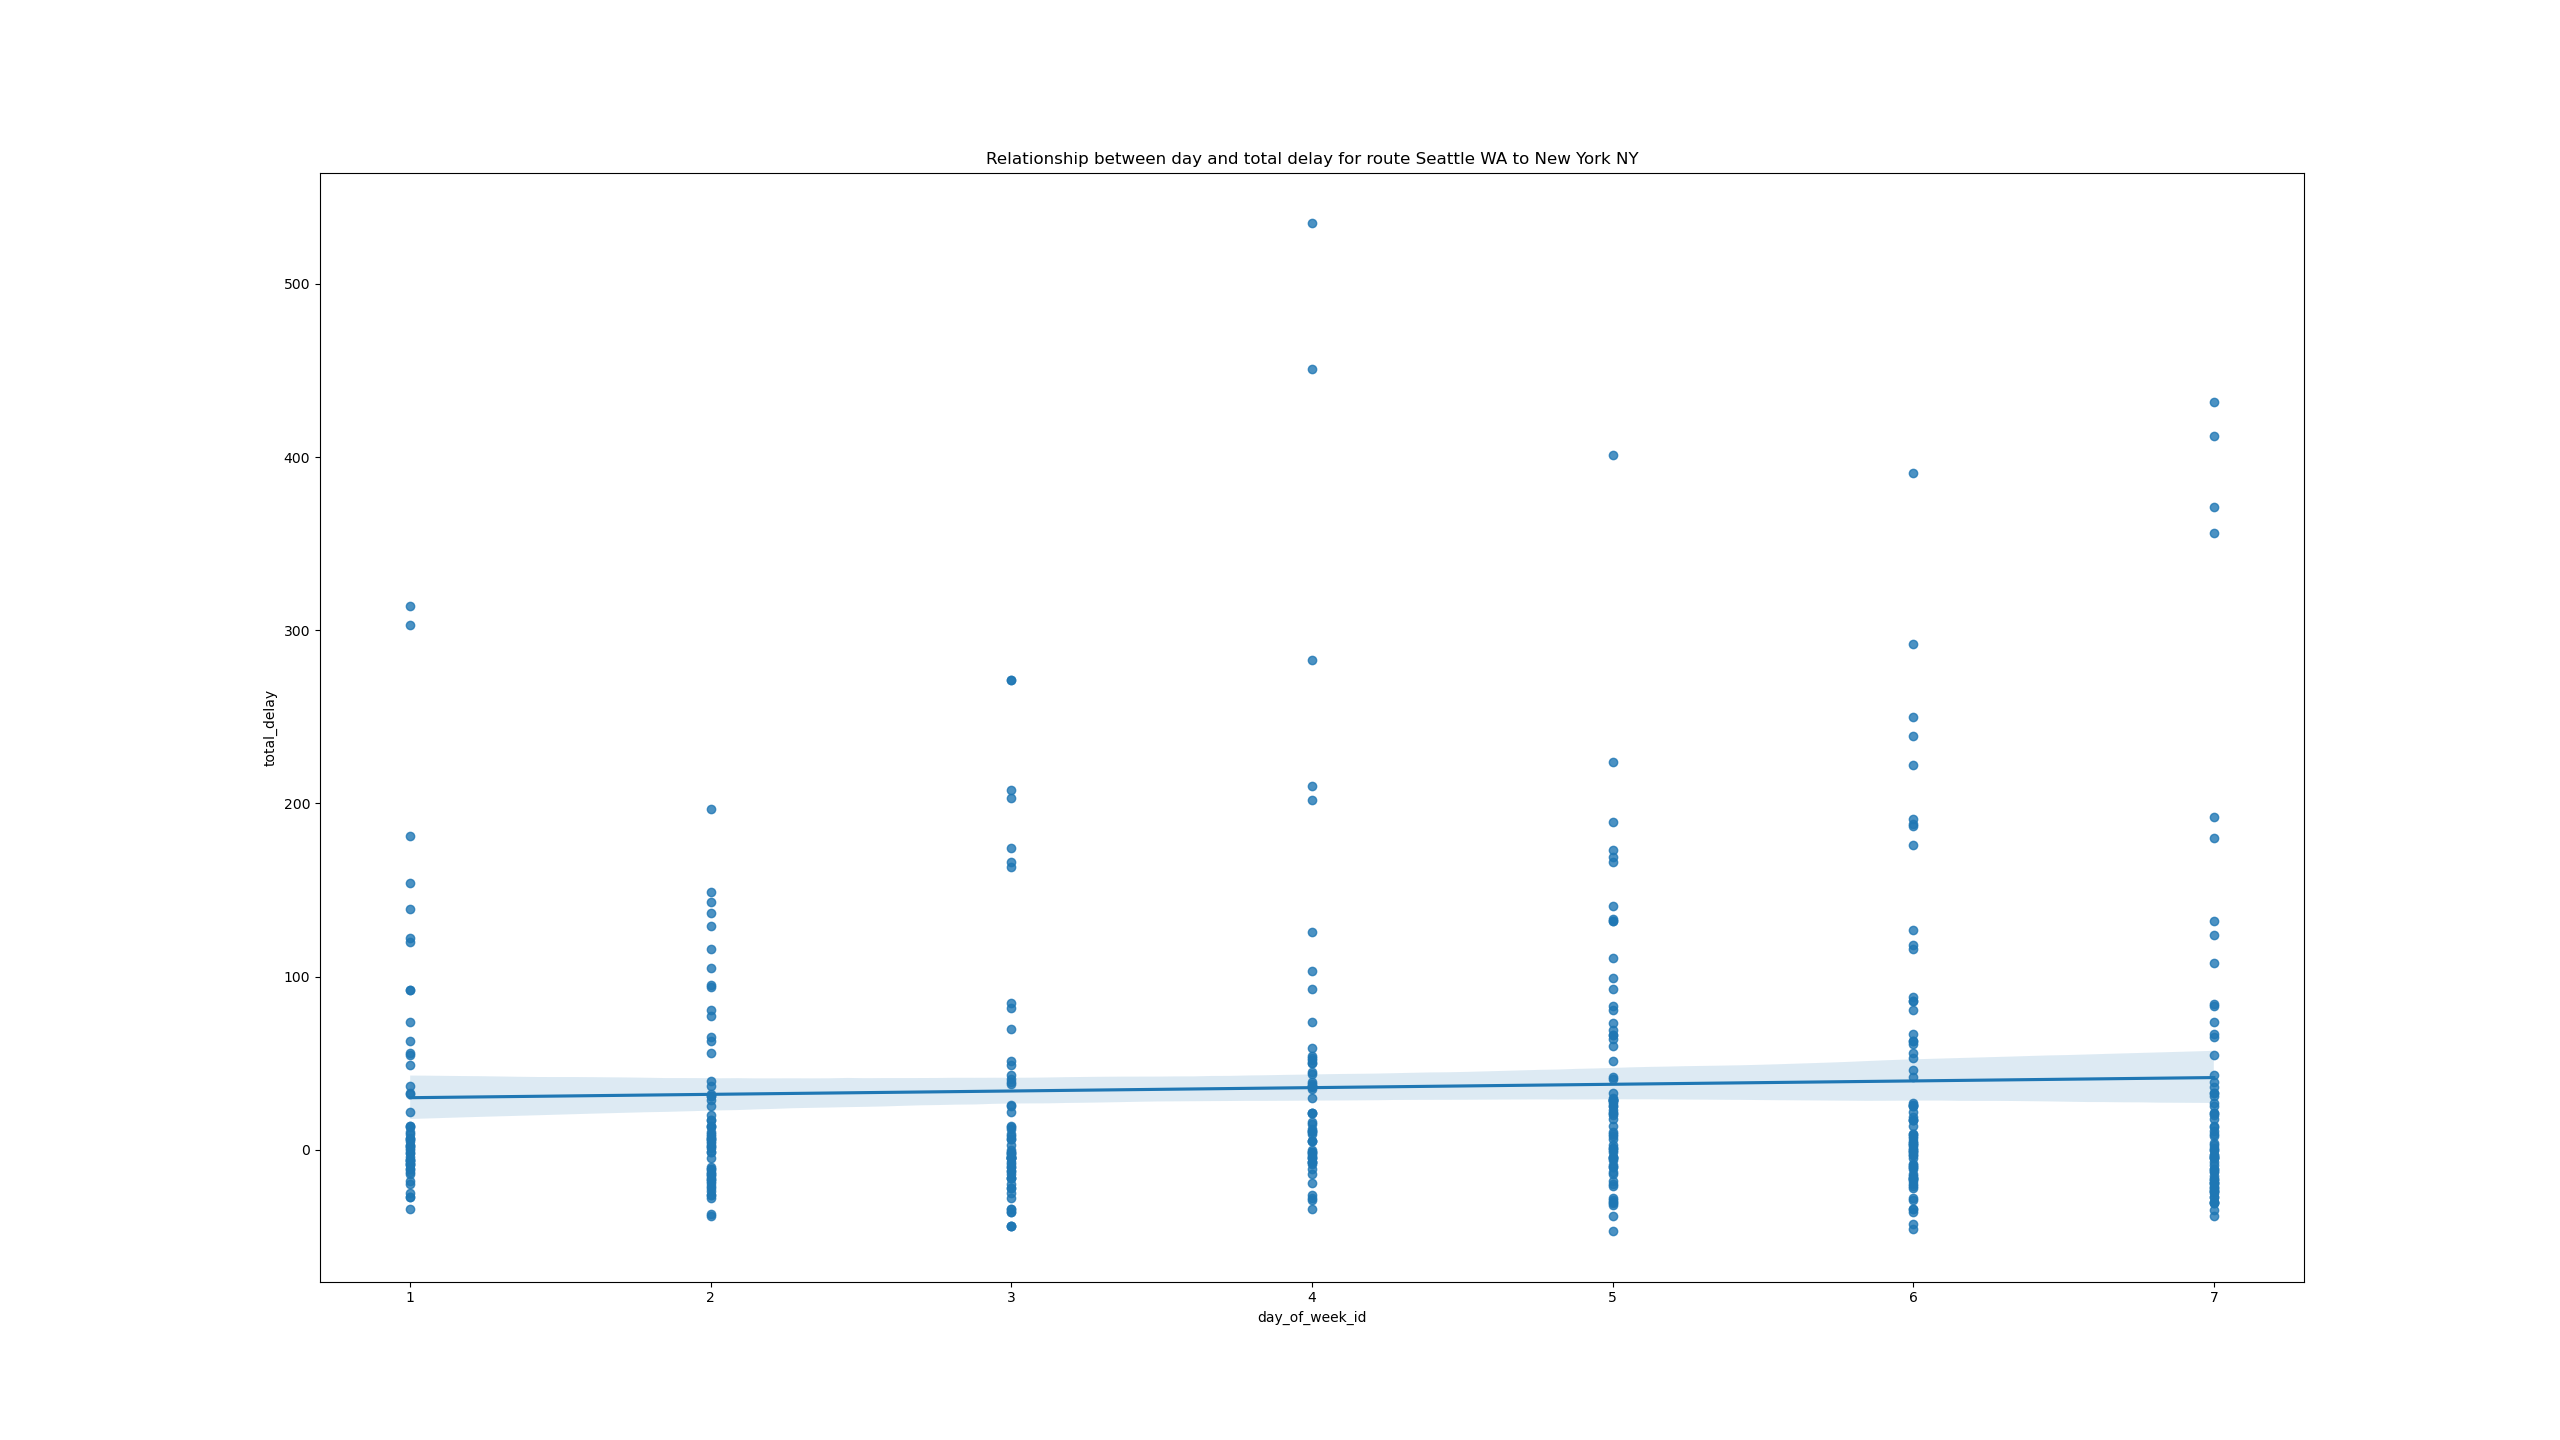 Relationship between day and total delay for route Seattle WA to New York NY
500
400
300
200
100
0
total_delay
1 2 3 4 5 6 7
day_of_week_id